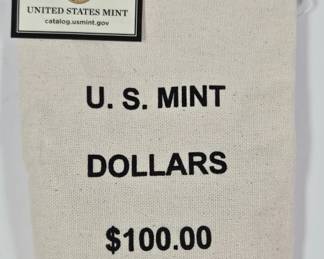 UNITED STATES MINT
catalog.usmint.gov
U. S. MINT
DOLLARS
$100.00